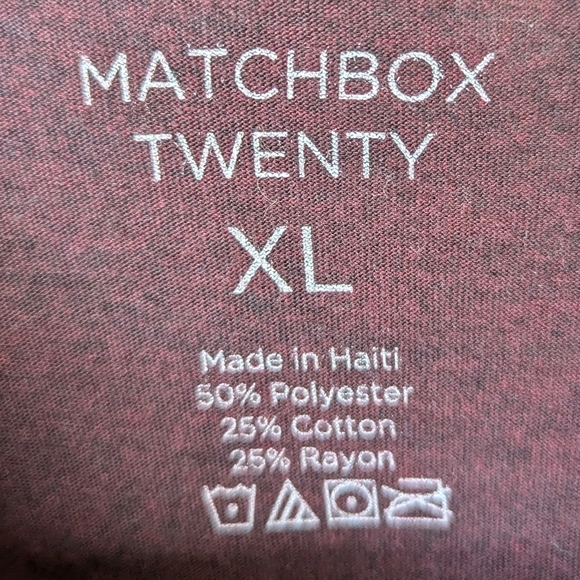 MATCHBOX
TWENTY
XL
Made in Haiti
50% Polyester
25% Cotton
25% Rayon